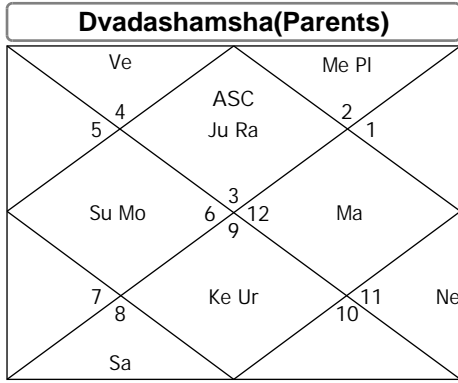 Dvadashamsha(Parents)
Ve
Me Pl
ASC
Ju Ra
4
2
5
1
3
Su Mo
6
12
Ma
9
7
11
Ke Ur
Ne
8
10
Sa